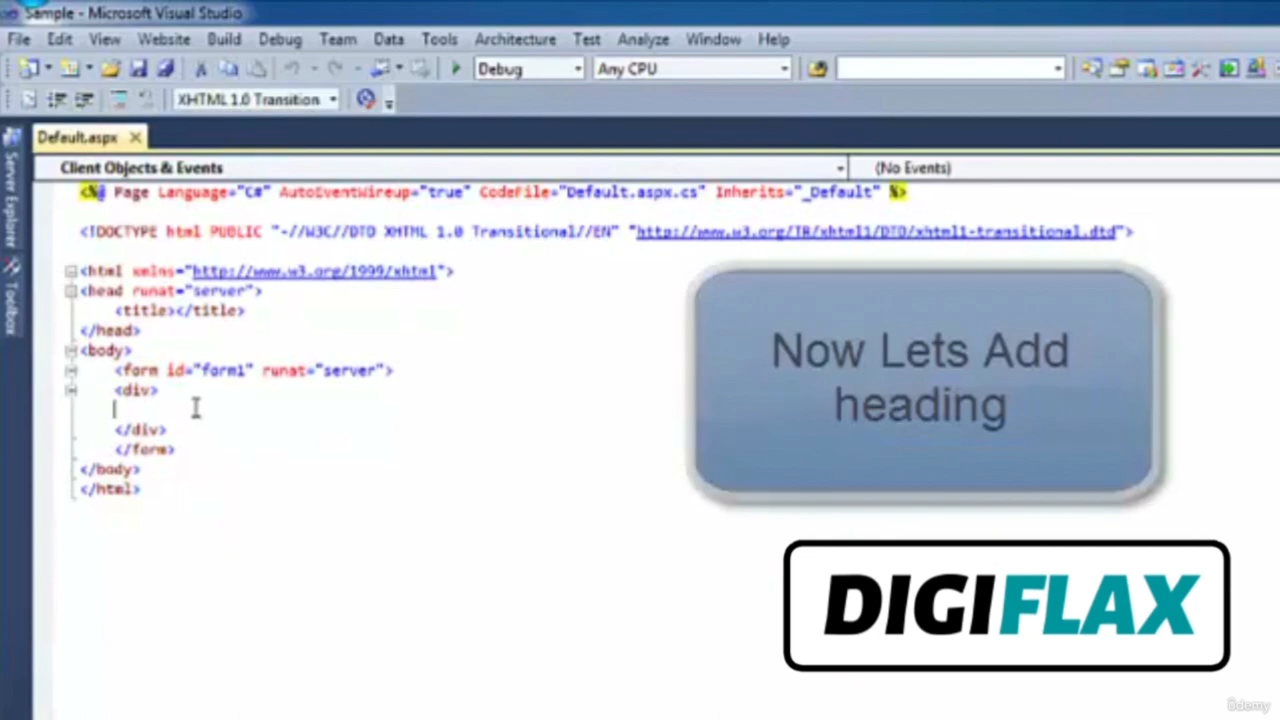 Sample - Microsoft Visual Studio
File Edit View Website Build Debug Team Data Tools Architecture Test Analyze Window Help
Debug Any CPU
XHTML 1.0 Transition
Default.aspx
Server Explorer
Toolbox
Client Objects & Events (No Events)
<%@ Page Language="C#" AutoEventWireup="true" CodeFile="Default.aspx.cs" Inherits="_Default" %>
<!DOCTYPE html PUBLIC "-//W3C//DTD XHTML 1.0 Transitional//EN" "http://www.w3.org/TR/xhtml1/DTD/xhtml1-transitional.dtd">
<html xmlns="http://www.w3.org/1999/xhtml">
<head runat="server">
<title></title>
</head>
<body>
<form id="form1" runat="server">
<div>
</div>
</form>
</body>
</html>
Now Lets Add
heading
DIGIFLAX
ûdemy